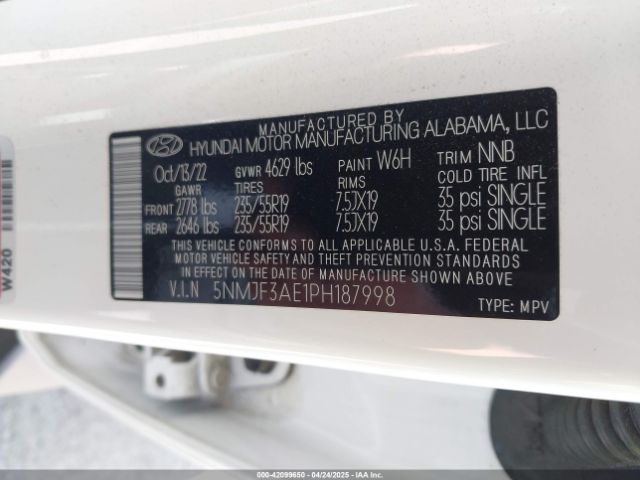 MANUFACTURED BY
HYUNDAI MOTOR MANUFACTURING ALABAMA, LLC
Oct/13/22 GVWR 4629 lbs PAINT W6H TRIM NNB
GAWR TIRES RIMS COLD TIRE INFL
FRONT 2778 lbs 235/55R19 7.5JX19 35 psi SINGLE
REAR 2646 lbs 235/55R19 7.5JX19 35 psi SINGLE
THIS VEHICLE CONFORMS TO ALL APPLICABLE U.S.A. FEDERAL
MOTOR VEHICLE SAFETY AND THEFT PREVENTION STANDARDS
IN EFFECT ON THE DATE OF MANUFACTURE SHOWN ABOVE.
V.I.N 5NMJF3AE1PH187998
TYPE: MPV
W420
000-42099650 - 04/24/2025 - IAAI.COM